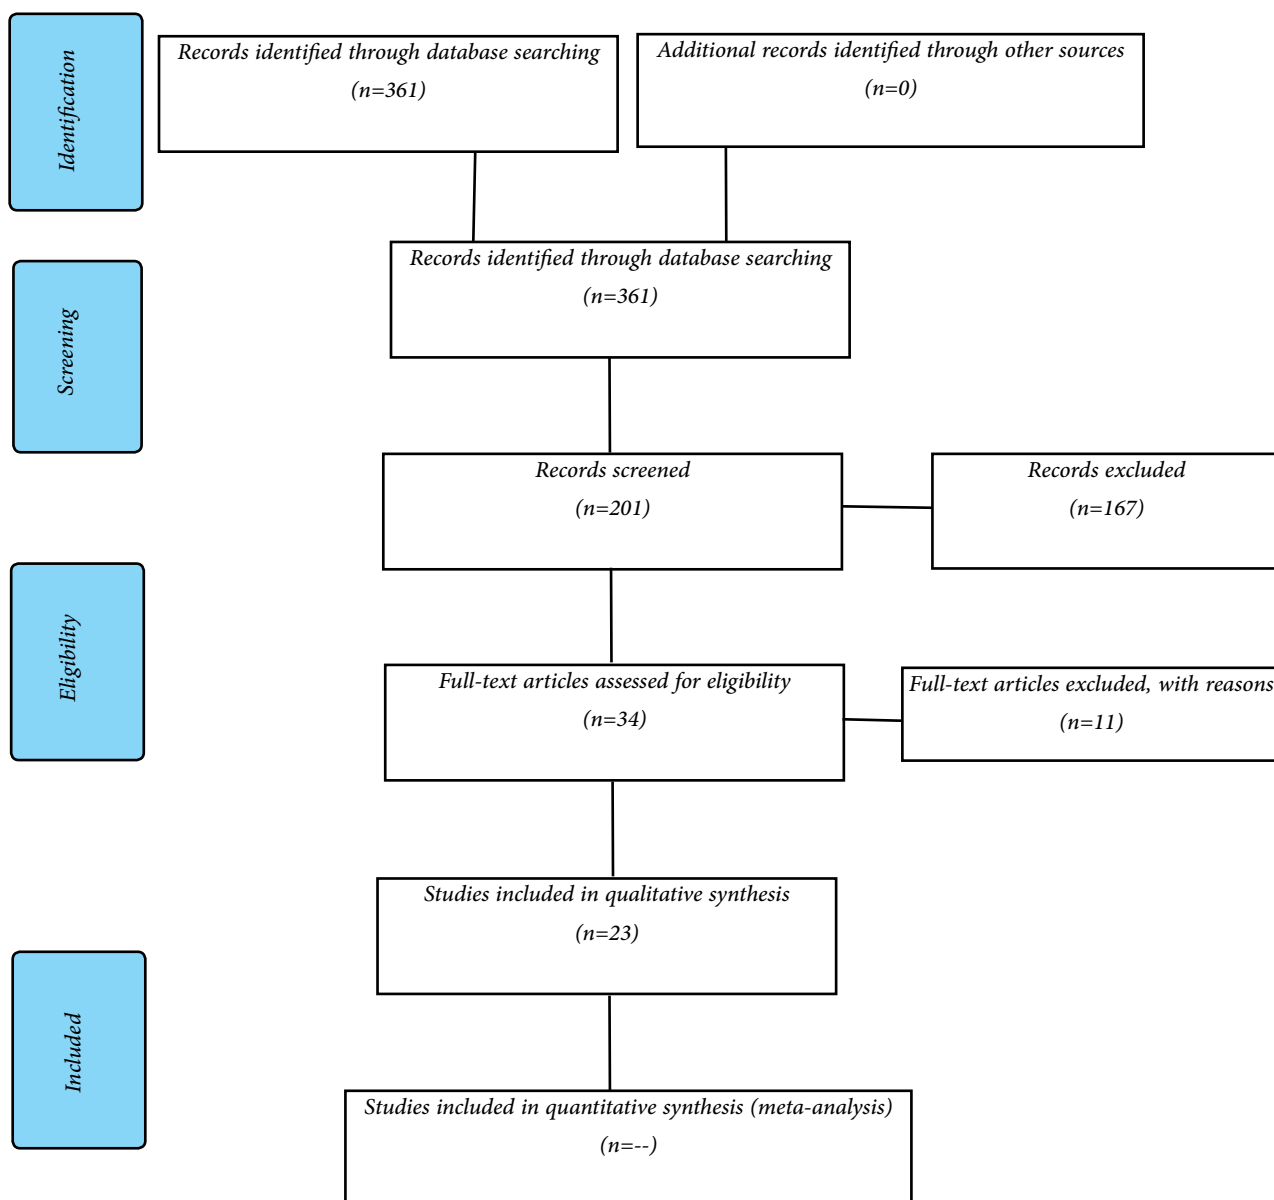 Identification
Records identified through database searching
(n=361)
Additional records identified through other sources
(n=0)
Screening
Records identified through database searching
(n=361)
Records screened
(n=201)
Records excluded
(n=167)
Eligibility
Full-text articles assessed for eligibility
(n=34)
Full-text articles excluded, with reasons
(n=11)
Included
Studies included in qualitative synthesis
(n=23)
Studies included in quantitative synthesis (meta-analysis)
(n=--)